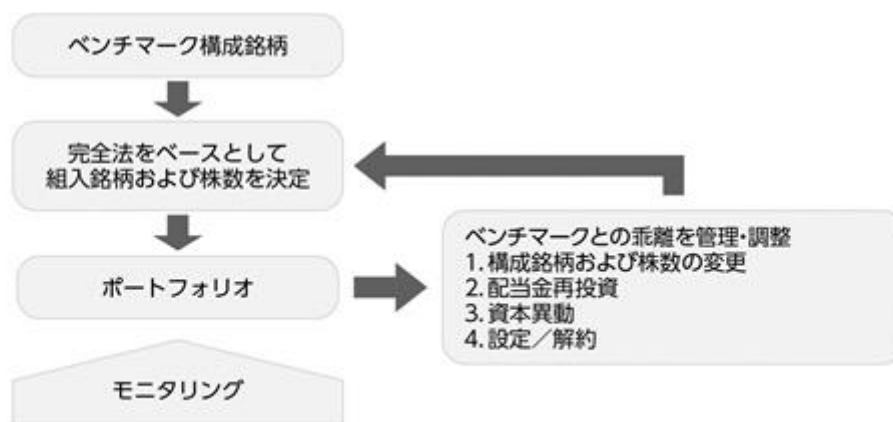 ベンチマーク構成銘柄
完全法をベースとして
組入銘柄および株数を決定
ポートフォリオ
モニタリング
ベンチマークとの乖離を管理・調整
1.構成銘柄および株数の変更
2.配当金再投資
3.資本異動
4.設定／解約